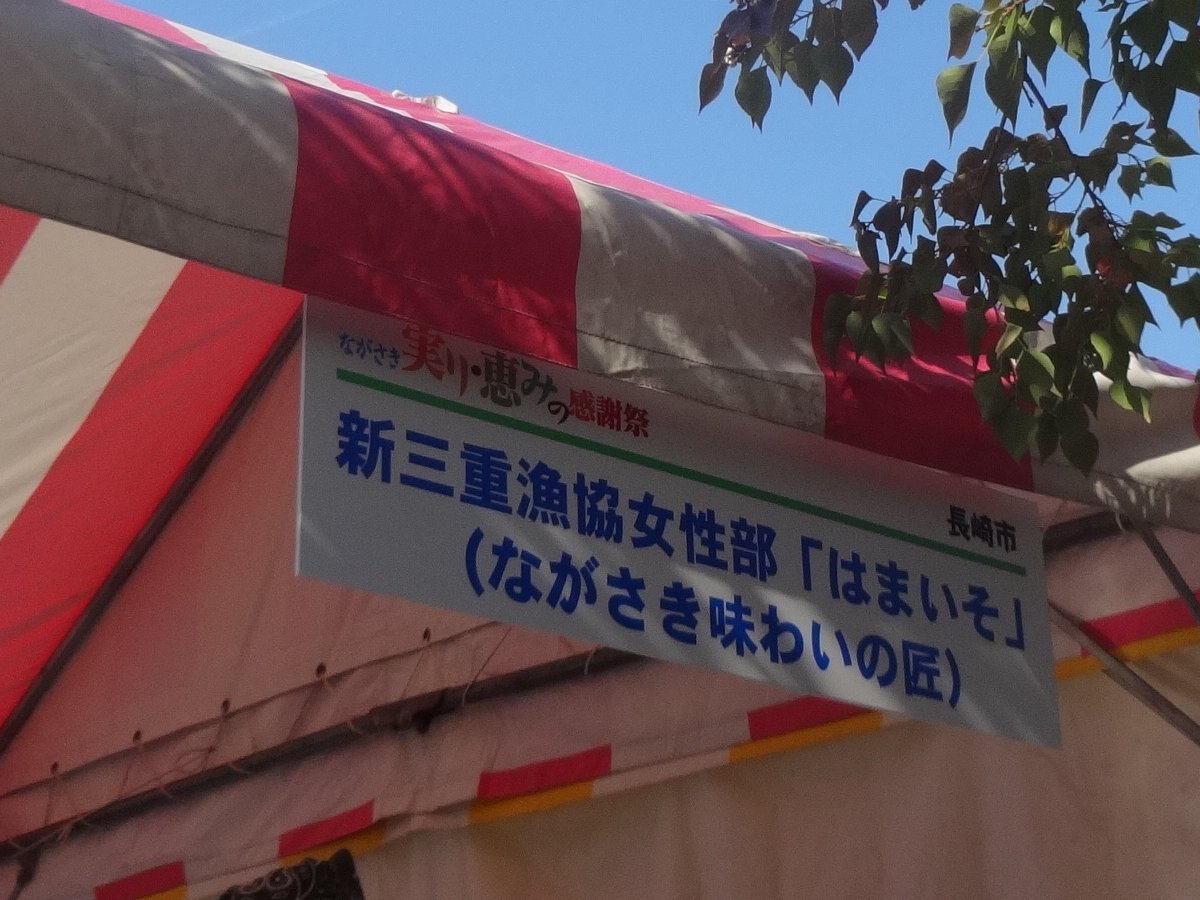 ながさき実り・恵みの感謝祭
長崎市
新三重漁協女性部「はまいそ」
(ながさき味わいの匠)